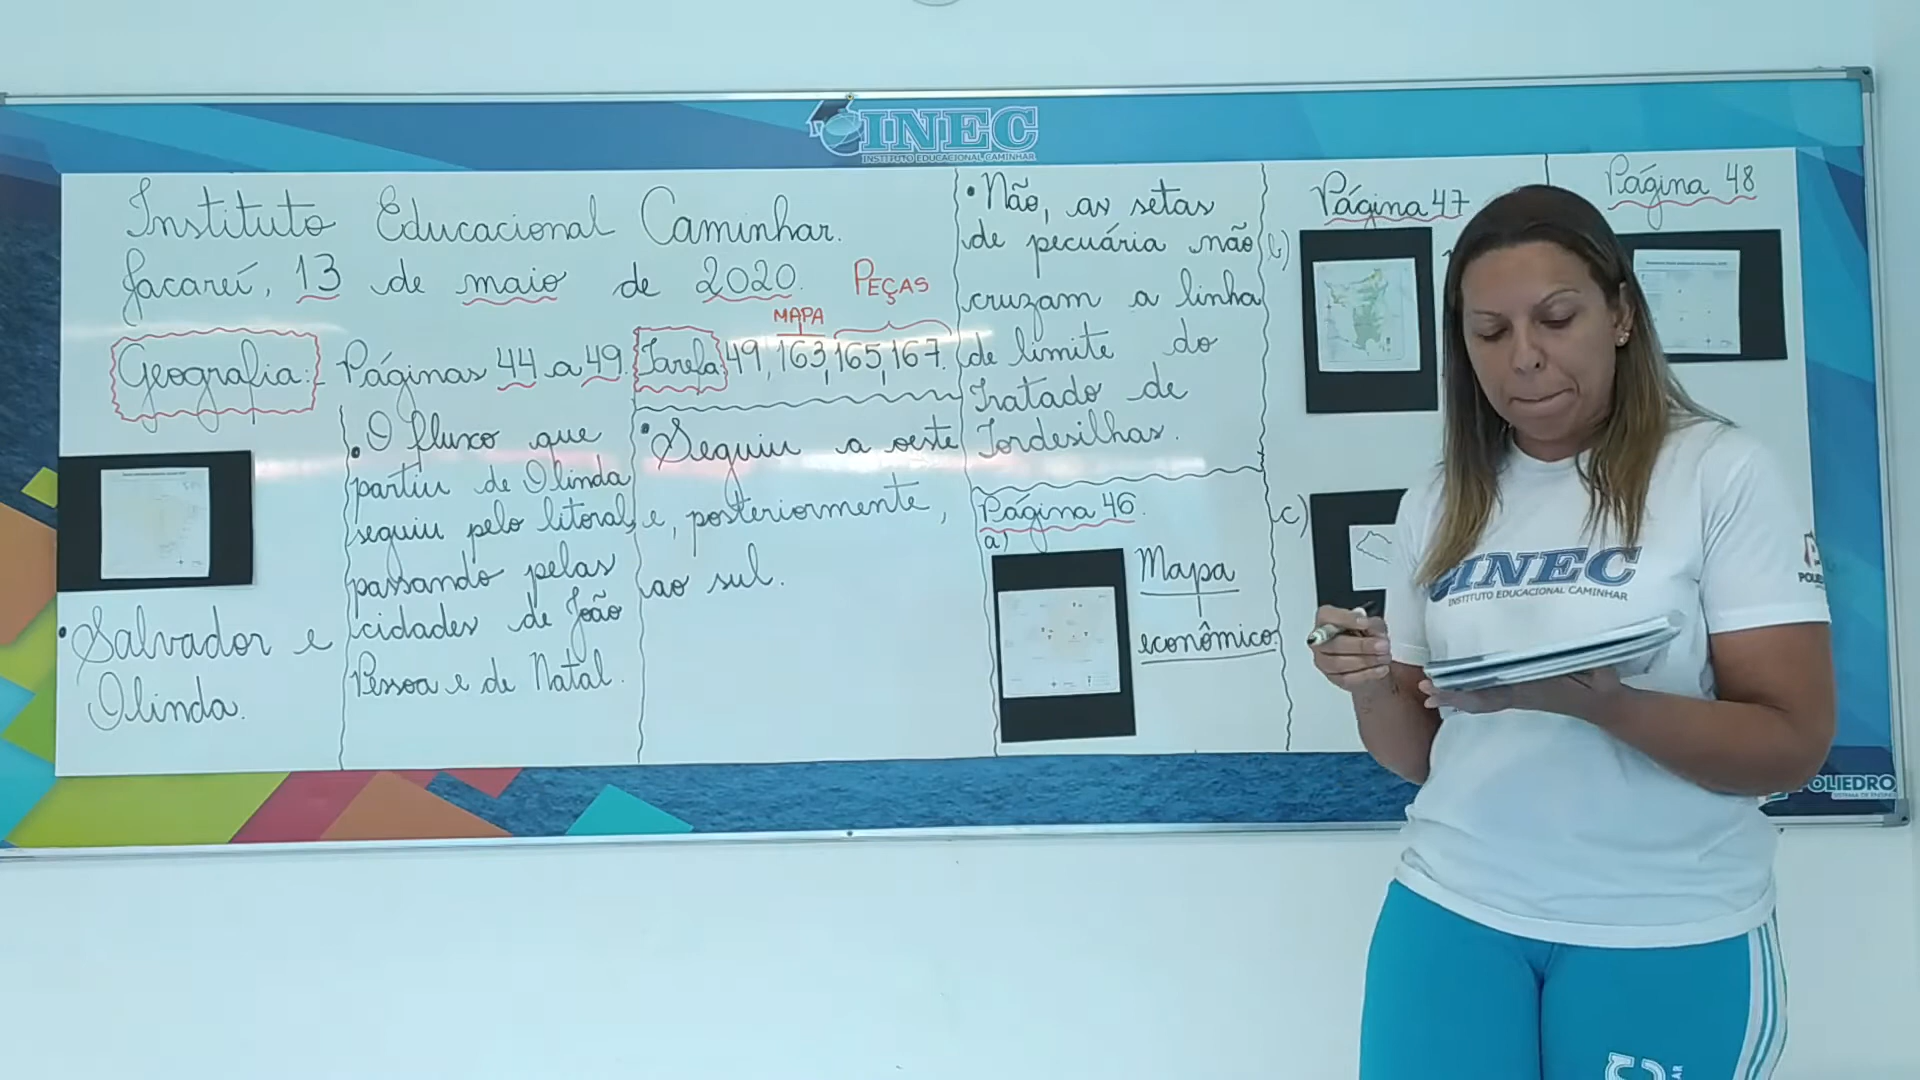 INEC
INSTITUTO EDUCACIONAL CAMINHAR
Instituto Educacional Caminhar.
Jacareí, 13 de maio de 2020.
PEÇAS
MAPA
Geografia: Páginas 44 a 49. Tarefa 49, 163, 165, 167.
• Salvador e
Olinda.
• O fluxo que
partiu de Olinda
seguiu pelo litoral,
passando pelas
cidades de João
Pessoa e de Natal.
• Seguiu a oeste
e, posteriormente,
ao sul.
• Não, as setas
de pecuária não
cruzam a linha
de limite do
Tratado de
Tordesilhas.
Página 46
a)
Mapa
econômico.
Página 47
b)
c)
Página 48
INEC
INSTITUTO EDUCACIONAL CAMINHAR
POLIEDRO